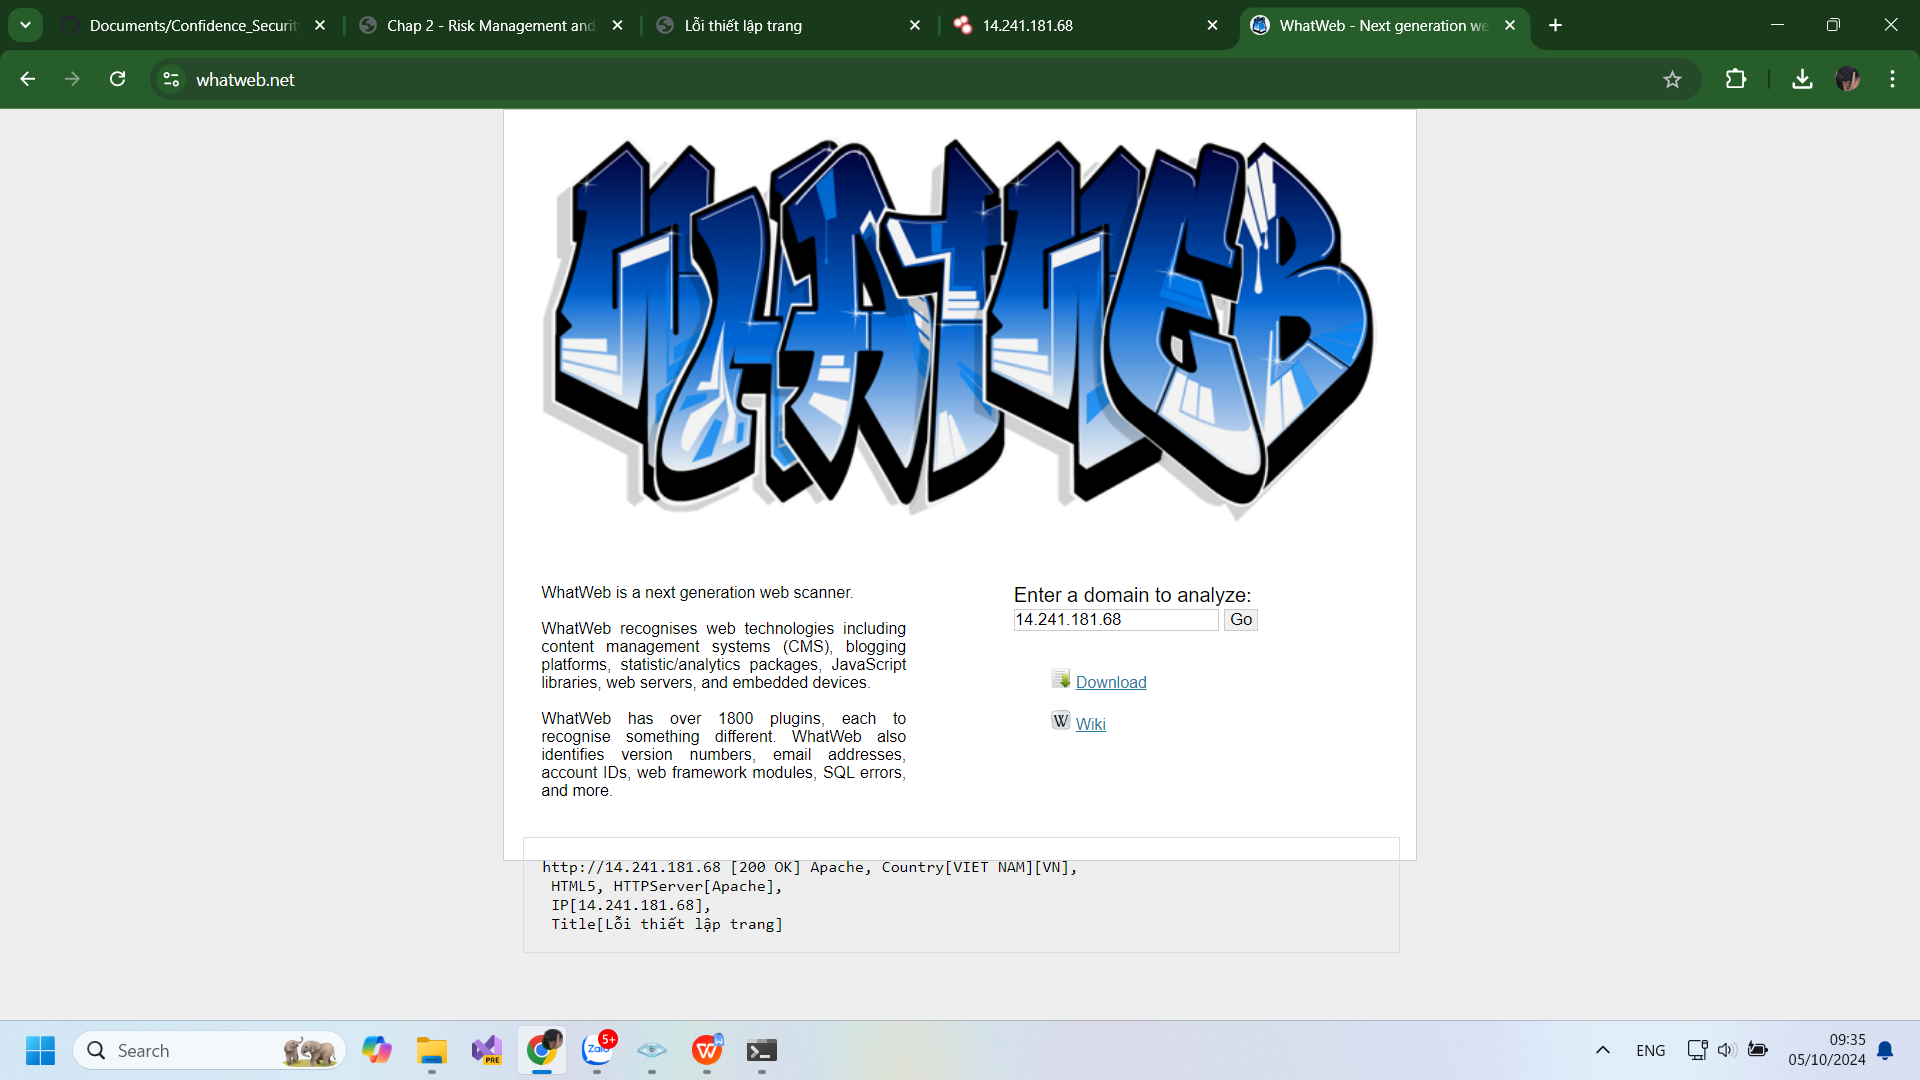 Documents/Confidence_Securit
Chap 2 - Risk Management and
Lỗi thiết lập trang
14.241.181.68
WhatWeb - Next generation we
whatweb.net
WHATWEB
WhatWeb is a next generation web scanner.
WhatWeb recognises web technologies including
content management systems (CMS), blogging
platforms, statistic/analytics packages, JavaScript
libraries, web servers, and embedded devices.
WhatWeb has over 1800 plugins, each to
recognise something different. WhatWeb also
identifies version numbers, email addresses,
account IDs, web framework modules, SQL errors,
and more.
Enter a domain to analyze:
14.241.181.68 Go
Download
W Wiki
http://14.241.181.68 [200 OK] Apache, Country[VIET NAM][VN],
HTML5, HTTPServer[Apache],
IP[14.241.181.68],
Title[Lỗi thiết lập trang]
Search
PRE
Zalo
5+
W
W
ENG
09:35
05/10/2024